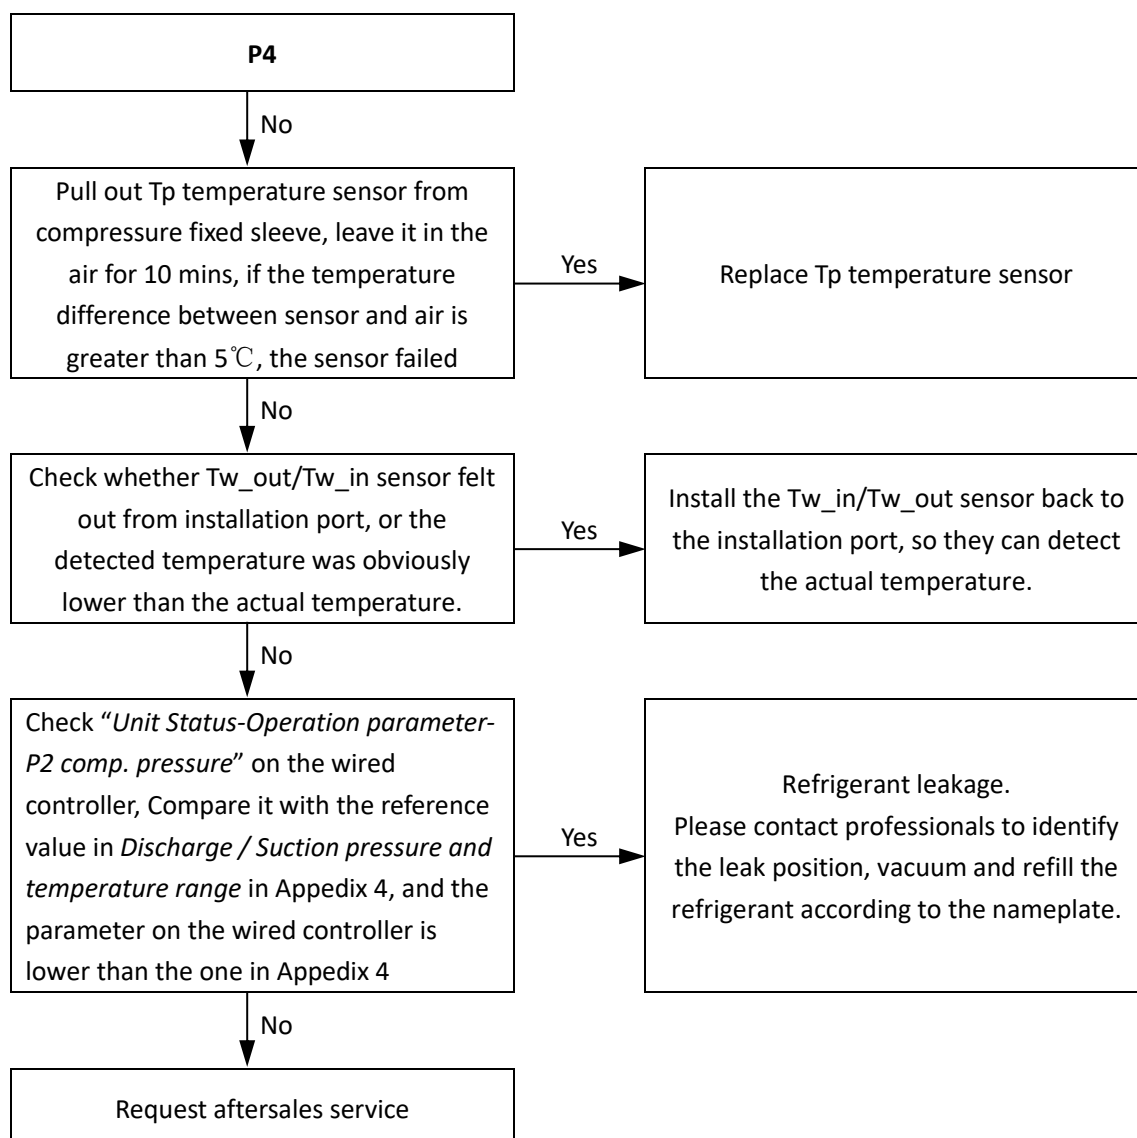 P4
No
Pull out Tp temperature sensor from
compressure fixed sleeve, leave it in the
air for 10 mins, if the temperature
difference between sensor and air is
greater than 5℃, the sensor failed
Yes
Replace Tp temperature sensor
No
Check whether Tw_out/Tw_in sensor felt
out from installation port, or the
detected temperature was obviously
lower than the actual temperature.
Yes
Install the Tw_in/Tw_out sensor back to
the installation port, so they can detect
the actual temperature.
No
Check “Unit Status-Operation parameter-
P2 comp. pressure” on the wired
controller, Compare it with the reference
value in Discharge / Suction pressure and
temperature range in Appedix 4, and the
parameter on the wired controller is
lower than the one in Appedix 4
Yes
Refrigerant leakage.
Please contact professionals to identify
the leak position, vacuum and refill the
refrigerant according to the nameplate.
No
Request aftersales service